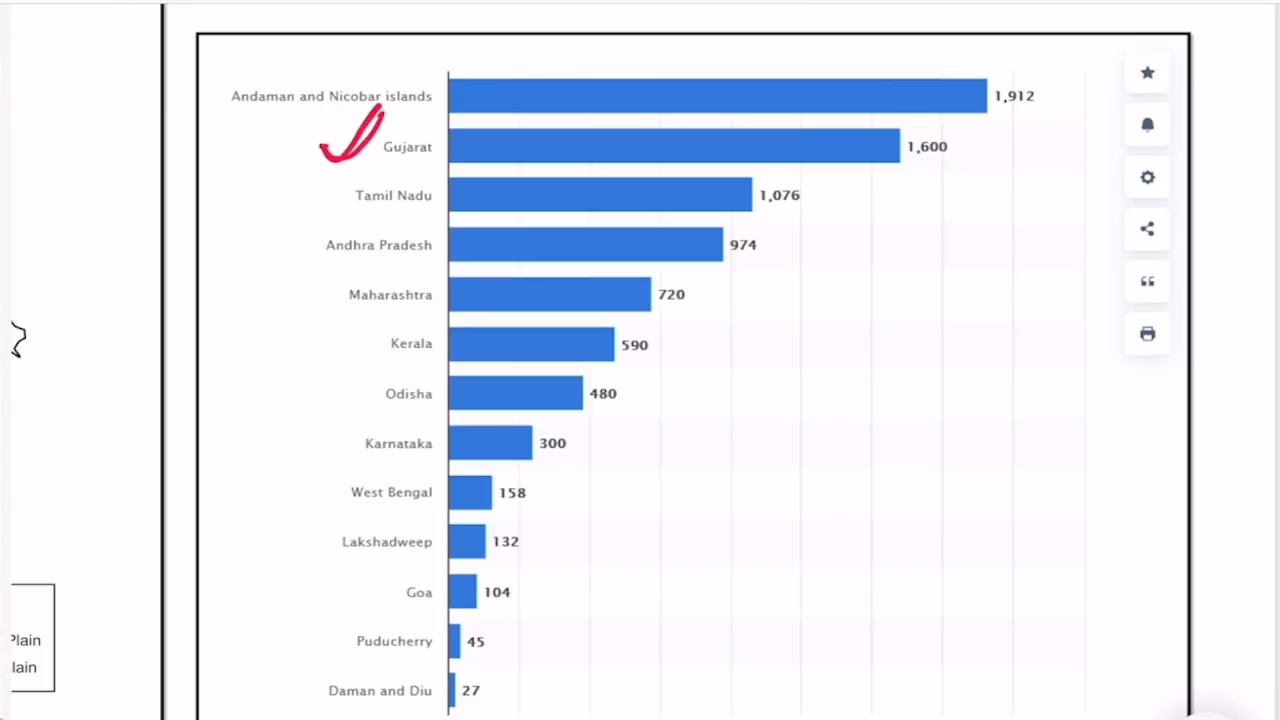 Andaman and Nicobar islands 1,912
Gujarat 1,600
Tamil Nadu 1,076
Andhra Pradesh 974
Maharashtra 720
Kerala 590
Odisha 480
Karnataka 300
West Bengal 158
Lakshadweep 132
Goa 104
Puducherry 45
Daman and Diu 27
Plain
lain